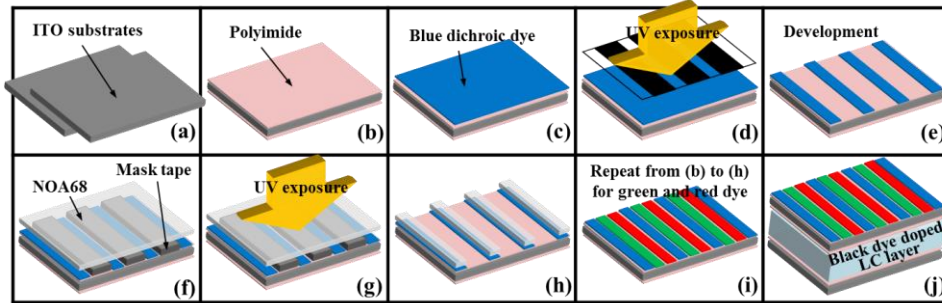 ITO substrates
(a)
Polyimide
(b)
Blue dichroic dye
(c)
UV exposure
(d)
Development
(e)
NOA68
Mask tape
(f)
UV exposure
(g)
(h)
Repeat from (b) to (h)
for green and red dye
(i)
Black dye doped
LC layer
(j)